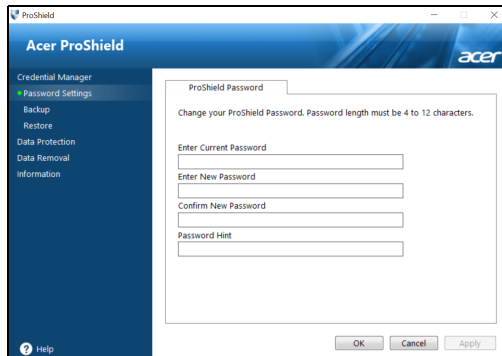 ProShield
Acer ProShield
acer
Credential Manager
Password Settings
Backup
Restore
Data Protection
Data Removal
Information
Help
ProShield Password
Change your ProShield Password. Password length must be 4 to 12 characters.
Enter Current Password
Enter New Password
Confirm New Password
Password Hint
OK Cancel Apply